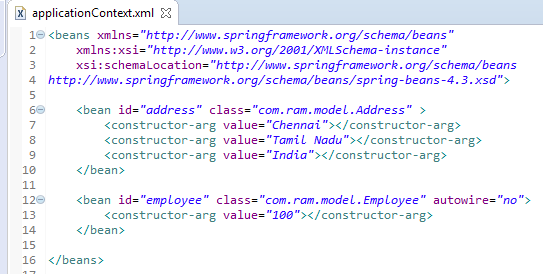 applicationContext.xml
1 <beans xmlns="http://www.springframework.org/schema/beans"
2 xmlns:xsi="http://www.w3.org/2001/XMLSchema-instance"
3 xsi:schemaLocation="http://www.springframework.org/schema/beans
4 http://www.springframework.org/schema/beans/spring-beans-4.3.xsd">
5
6 <bean id="address" class="com.ram.model.Address" >
7 <constructor-arg value="Chennai"></constructor-arg>
8 <constructor-arg value="Tamil Nadu"></constructor-arg>
9 <constructor-arg value="India"></constructor-arg>
10 </bean>
11
12 <bean id="employee" class="com.ram.model.Employee" autowire="no">
13 <constructor-arg value="100"></constructor-arg>
14 </bean>
15
16 </beans>
17